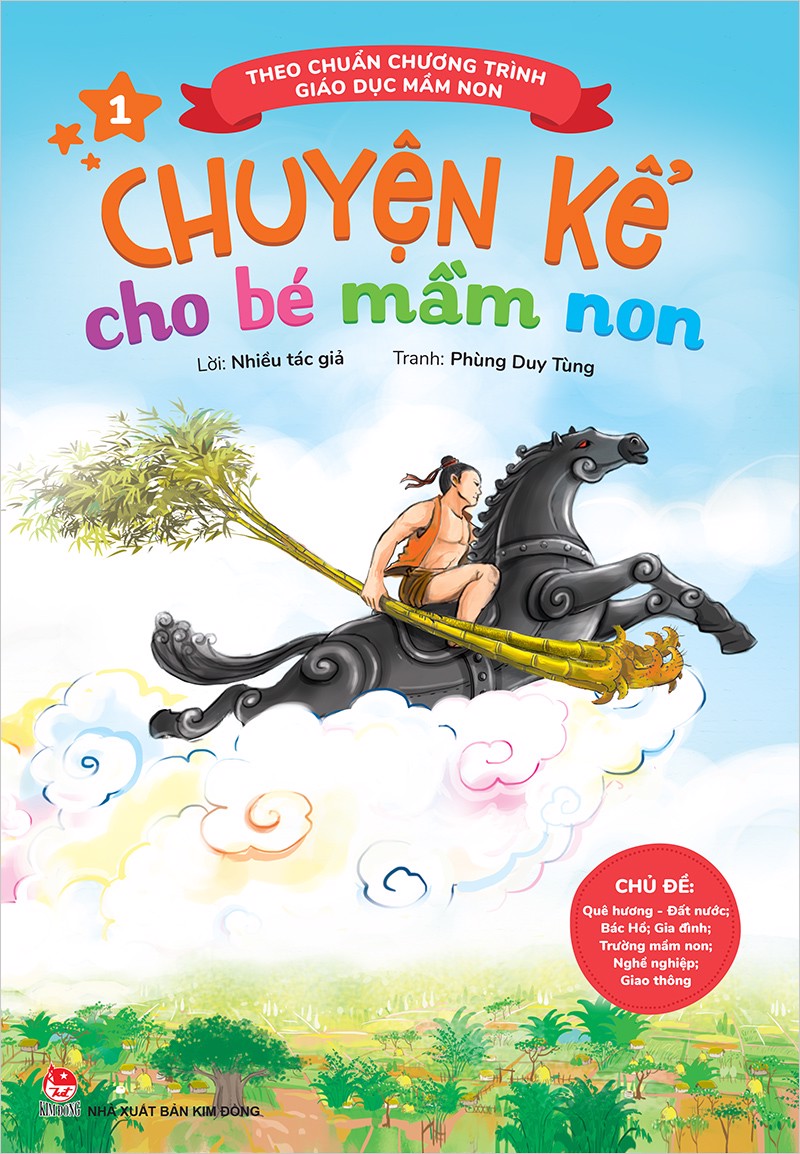 THEO CHUẨN CHƯƠNG TRÌNH
GIÁO DỤC MẦM NON
1
CHUYỆN KỂ
cho bé mầm non
Lời: Nhiều tác giả Tranh: Phùng Duy Tùng
CHỦ ĐỀ:
Quê hương - Đất nước;
Bác Hồ; Gia đình;
Trường mầm non;
Nghề nghiệp;
Giao thông
KIM ĐỒNG
NHÀ XUẤT BẢN KIM ĐỒNG